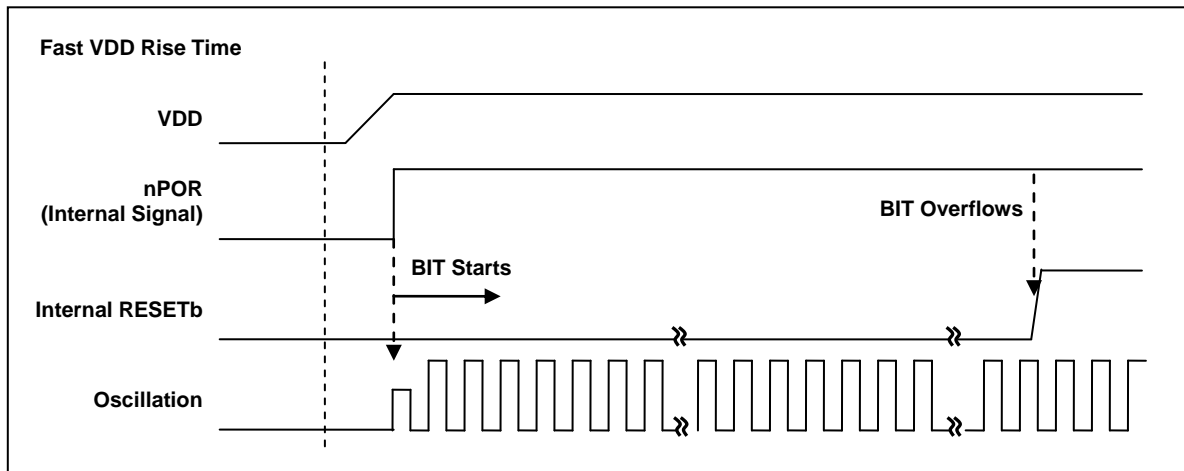 Fast VDD Rise Time
VDD
nPOR
(Internal Signal)
BIT Overflows
BIT Starts
Internal RESETb
Oscillation